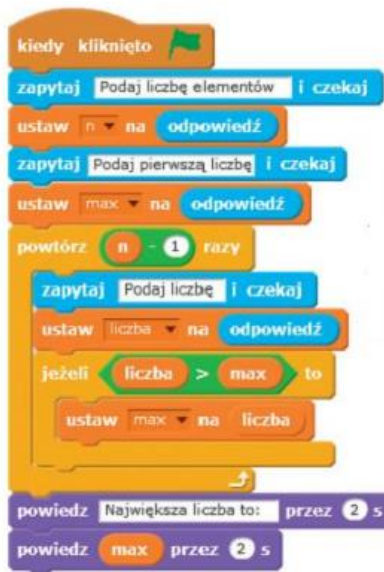 kiedy kliknięto
zapytaj Podaj liczbę elementów i czekaj
ustaw n na odpowiedź
zapytaj Podaj pierwszą liczbę i czekaj
ustaw max na odpowiedź
powtórz n - 1 razy
zapytaj Podaj liczbę i czekaj
ustaw liczba na odpowiedź
jeżeli liczba > max to
ustaw max na liczba
powiedz Największa liczba to: przez 2 s
powiedz max przez 2 s